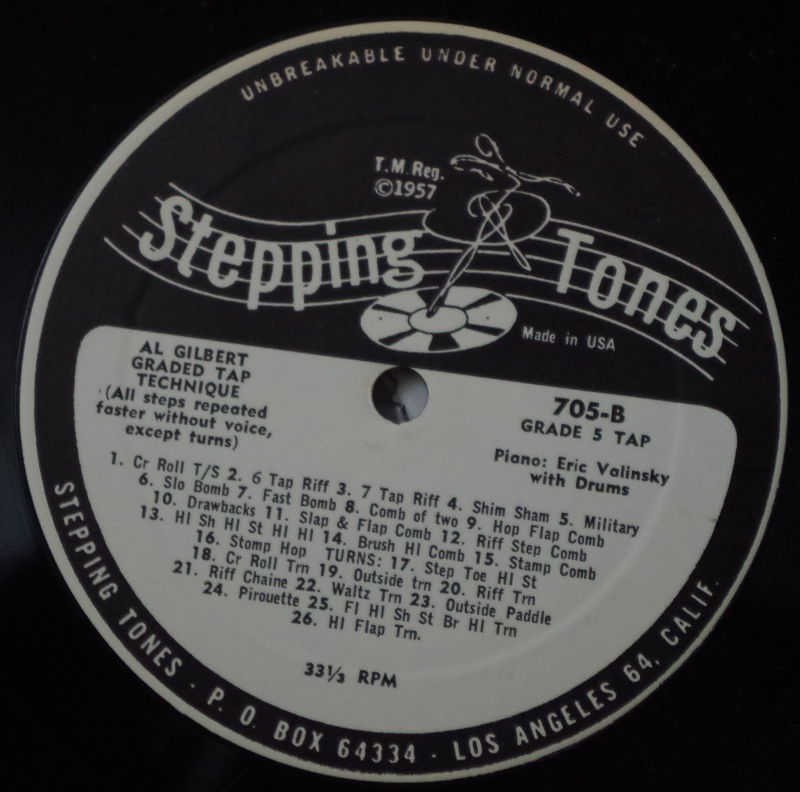 UNBREAKABLE UNDER NORMAL USE
T.M. Reg.
©1957
Stepping Tones
Made in USA
AL GILBERT
GRADED TAP
TECHNIQUE
(All steps repeated
faster without voice,
except turns)
705-B
GRADE 5 TAP
Piano: Eric Valinsky
with Drums
1. Cr Roll T/S 2. 6 Tap Riff 3. 7 Tap Riff 4. Shim Sham 5. Military
6. Slo Bomb 7. Fast Bomb 8. Comb of two 9. Hop Flap Comb
10. Drawbacks 11. Slap & Flap Comb 12. Riff Step Comb
13. Hl Sh Hl St Hl Hl 14. Brush Hl Comb 15. Stamp Comb
16. Stomp Hop TURNS: 17. Step Toe Hl St
18. Cr Roll Trn 19. Outside trn 20. Riff Trn
21. Riff Chaine 22. Waltz Trn 23. Outside Paddle
24. Pirouette 25. Fl Hl Sh St Br Hl Trn
26. Hl Flap Trn.
33⅓ RPM
STEPPING TONES · P. O. BOX 64334 · LOS ANGELES 64, CALIF.